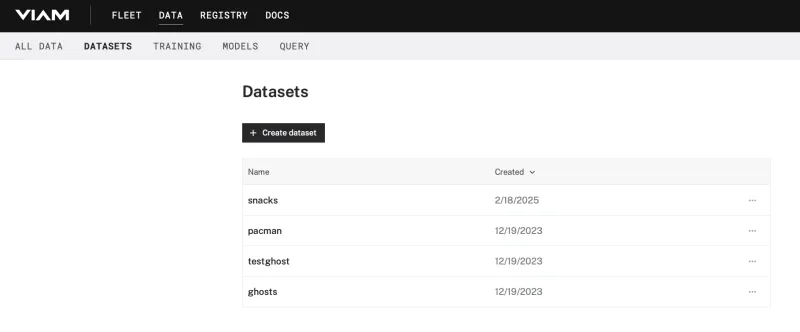 VIAM FLEET DATA REGISTRY DOCS
ALL DATA DATASETS TRAINING MODELS QUERY
Datasets
+ Create dataset
Name Created
snacks 2/18/2025 ...
pacman 12/19/2023 ...
testghost 12/19/2023 ...
ghosts 12/19/2023 ...